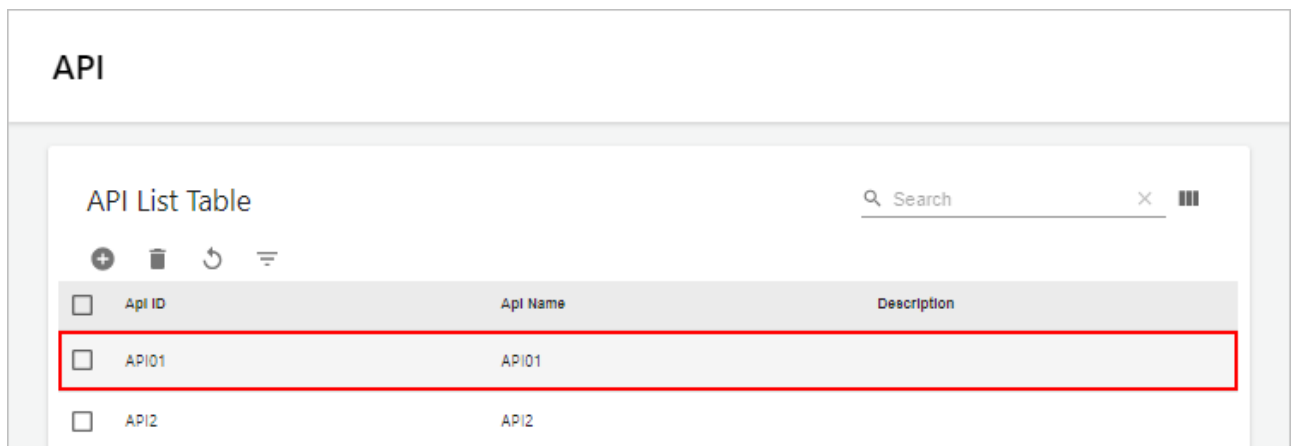 API
API List Table
Search
Api ID Api Name Description
API01 API01
API2 API2